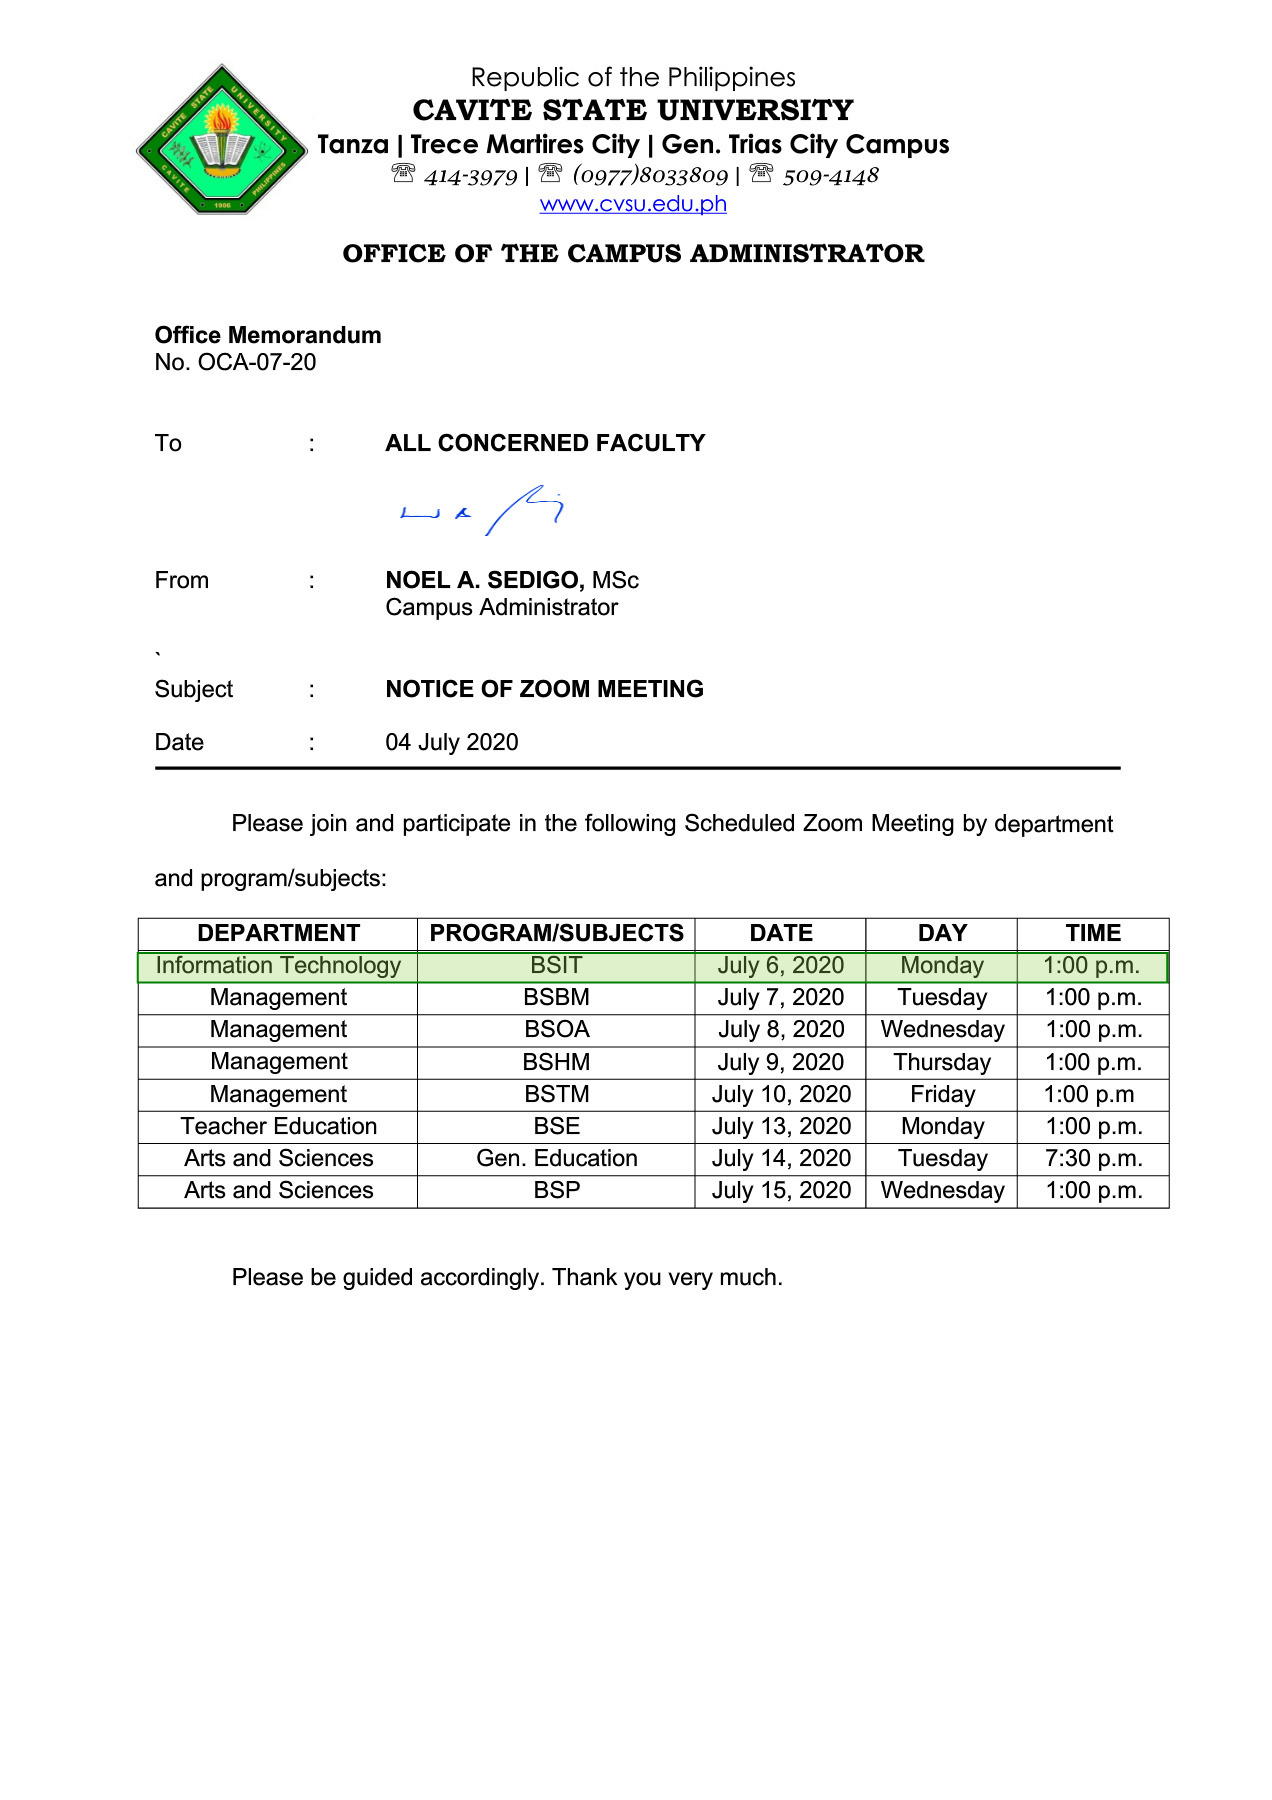 Republic of the Philippines
CAVITE STATE UNIVERSITY
Tanza | Trece Martires City | Gen. Trias City Campus
☏ 414-3979 | ☏ (0977)8033809 | ☏ 509-4148
www.cvsu.edu.ph
CAVITE STATE UNIVERSITY
CAVITE PHILIPPINES
1906
OFFICE OF THE CAMPUS ADMINISTRATOR
Office Memorandum
No. OCA-07-20
To : ALL CONCERNED FACULTY
From : NOEL A. SEDIGO, MSc
Campus Administrator
`
Subject : NOTICE OF ZOOM MEETING
Date : 04 July 2020
Please join and participate in the following Scheduled Zoom Meeting by department
and program/subjects:
DEPARTMENT PROGRAM/SUBJECTS DATE DAY TIME
Information Technology BSIT July 6, 2020 Monday 1:00 p.m.
Management BSBM July 7, 2020 Tuesday 1:00 p.m.
Management BSOA July 8, 2020 Wednesday 1:00 p.m.
Management BSHM July 9, 2020 Thursday 1:00 p.m.
Management BSTM July 10, 2020 Friday 1:00 p.m
Teacher Education BSE July 13, 2020 Monday 1:00 p.m.
Arts and Sciences Gen. Education July 14, 2020 Tuesday 7:30 p.m.
Arts and Sciences BSP July 15, 2020 Wednesday 1:00 p.m.
Please be guided accordingly. Thank you very much.